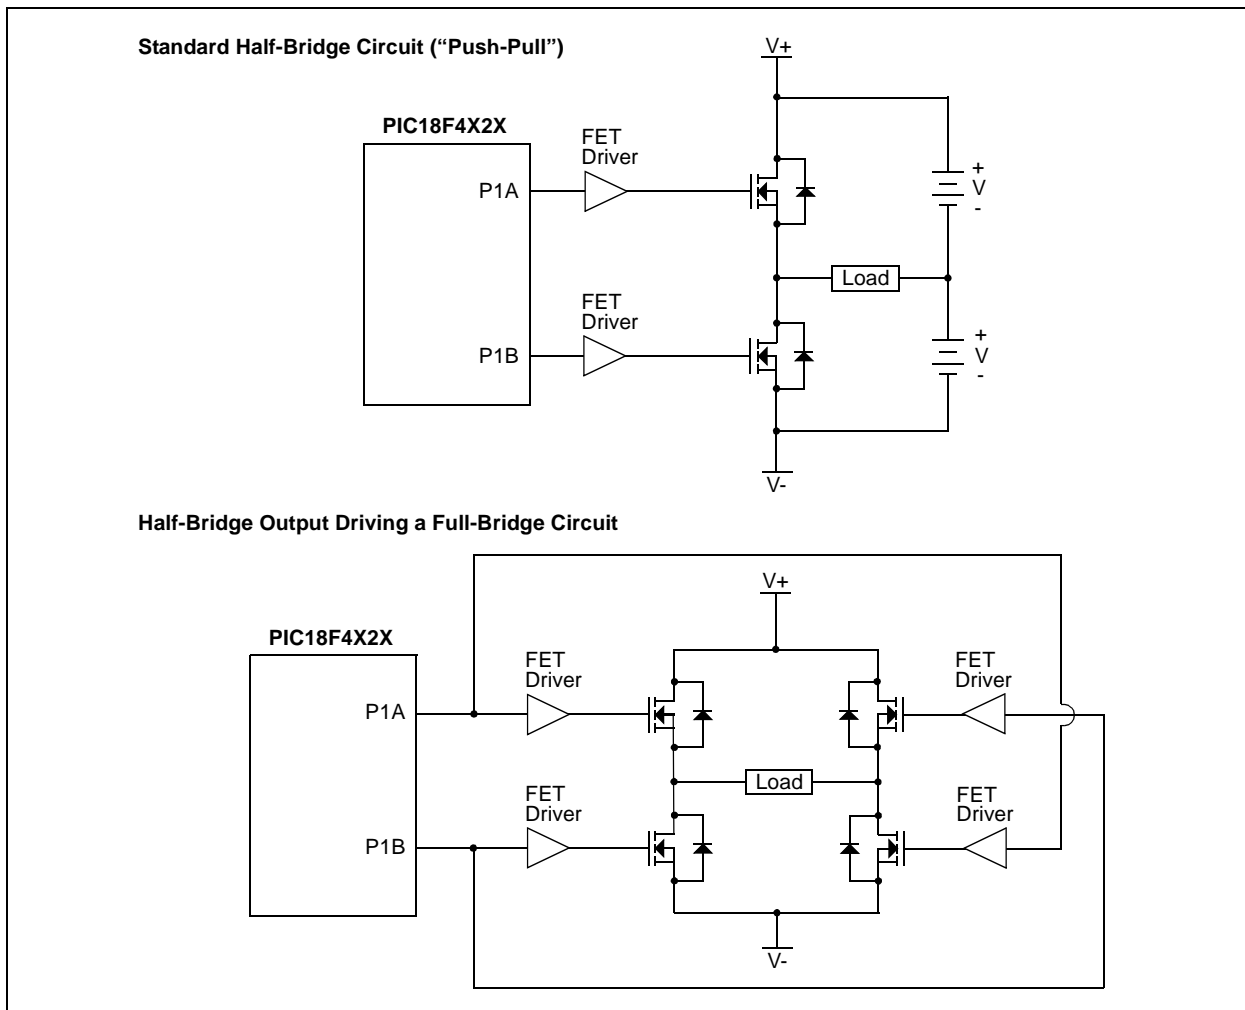 Standard Half-Bridge Circuit (“Push-Pull”)
V+
PIC18F4X2X
FET
Driver
P1A
+
V
-
Load
FET
Driver
P1B
+
V
-
V-
Half-Bridge Output Driving a Full-Bridge Circuit
V+
PIC18F4X2X
FET
Driver
FET
Driver
P1A
Load
FET
Driver
FET
Driver
P1B
V-